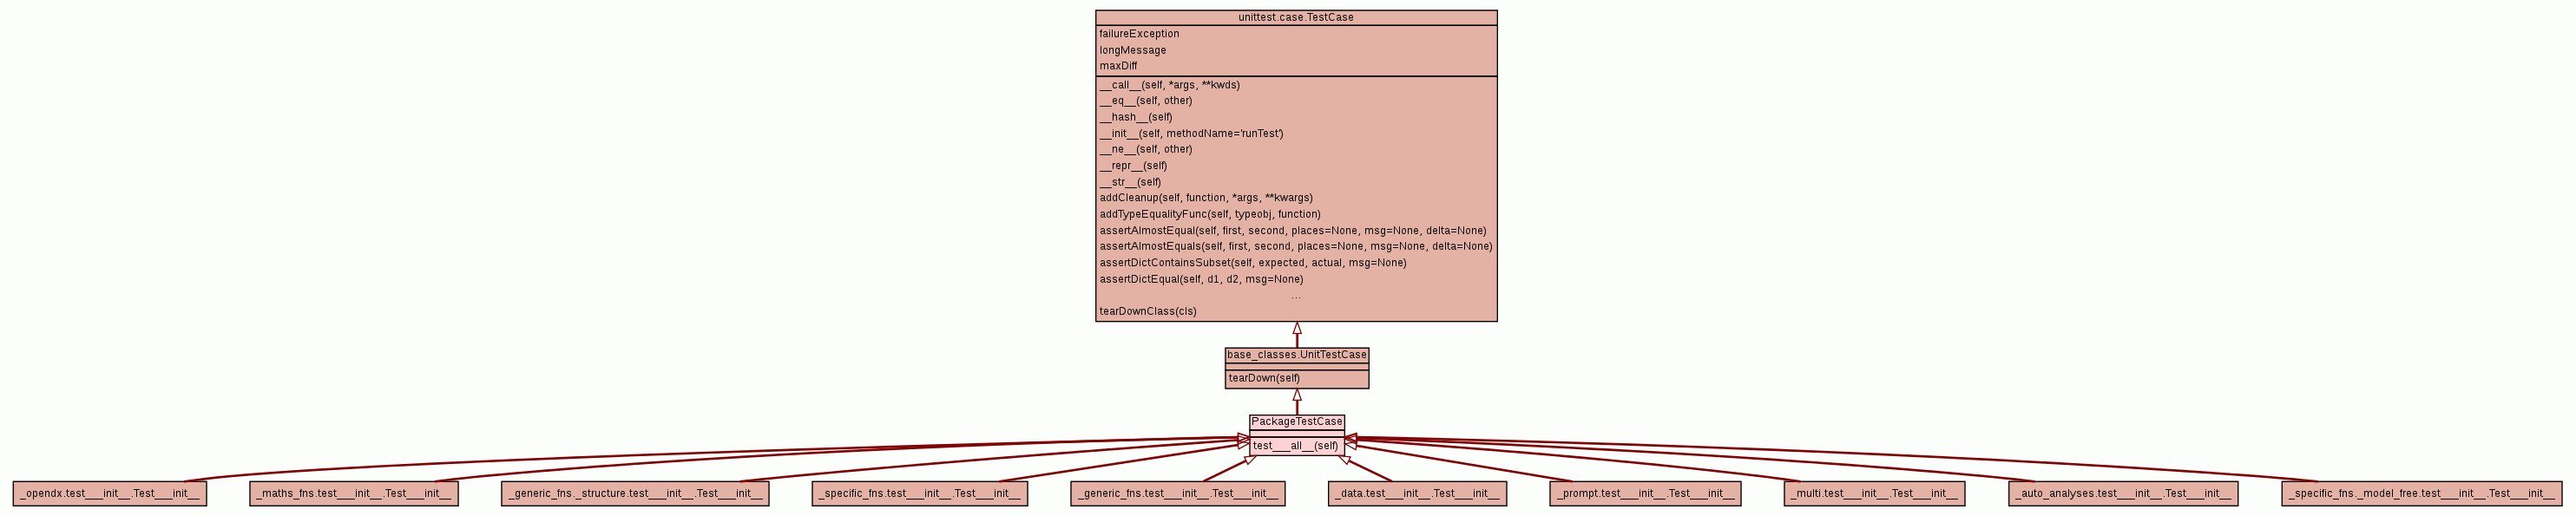 unittest.case.TestCase
failureException
longMessage
maxDiff
__call__(self, *args, **kwds)
__eq__(self, other)
__hash__(self)
__init__(self, methodName='runTest')
__ne__(self, other)
__repr__(self)
__str__(self)
addCleanup(self, function, *args, **kwargs)
addTypeEqualityFunc(self, typeobj, function)
assertAlmostEqual(self, first, second, places=None, msg=None, delta=None)
assertAlmostEquals(self, first, second, places=None, msg=None, delta=None)
assertDictContainsSubset(self, expected, actual, msg=None)
assertDictEqual(self, d1, d2, msg=None)
...
tearDownClass(cls)
base_classes.UnitTestCase
tearDown(self)
PackageTestCase
test___all__(self)
_opendx.test___init__.Test___init__
_maths_fns.test___init__.Test___init__
_generic_fns._structure.test___init__.Test___init__
_specific_fns.test___init__.Test___init__
_generic_fns.test___init__.Test___init__
_data.test___init__.Test___init__
_prompt.test___init__.Test___init__
_multi.test___init__.Test___init__
_auto_analyses.test___init__.Test___init__
_specific_fns._model_free.test___init__.Test___init__